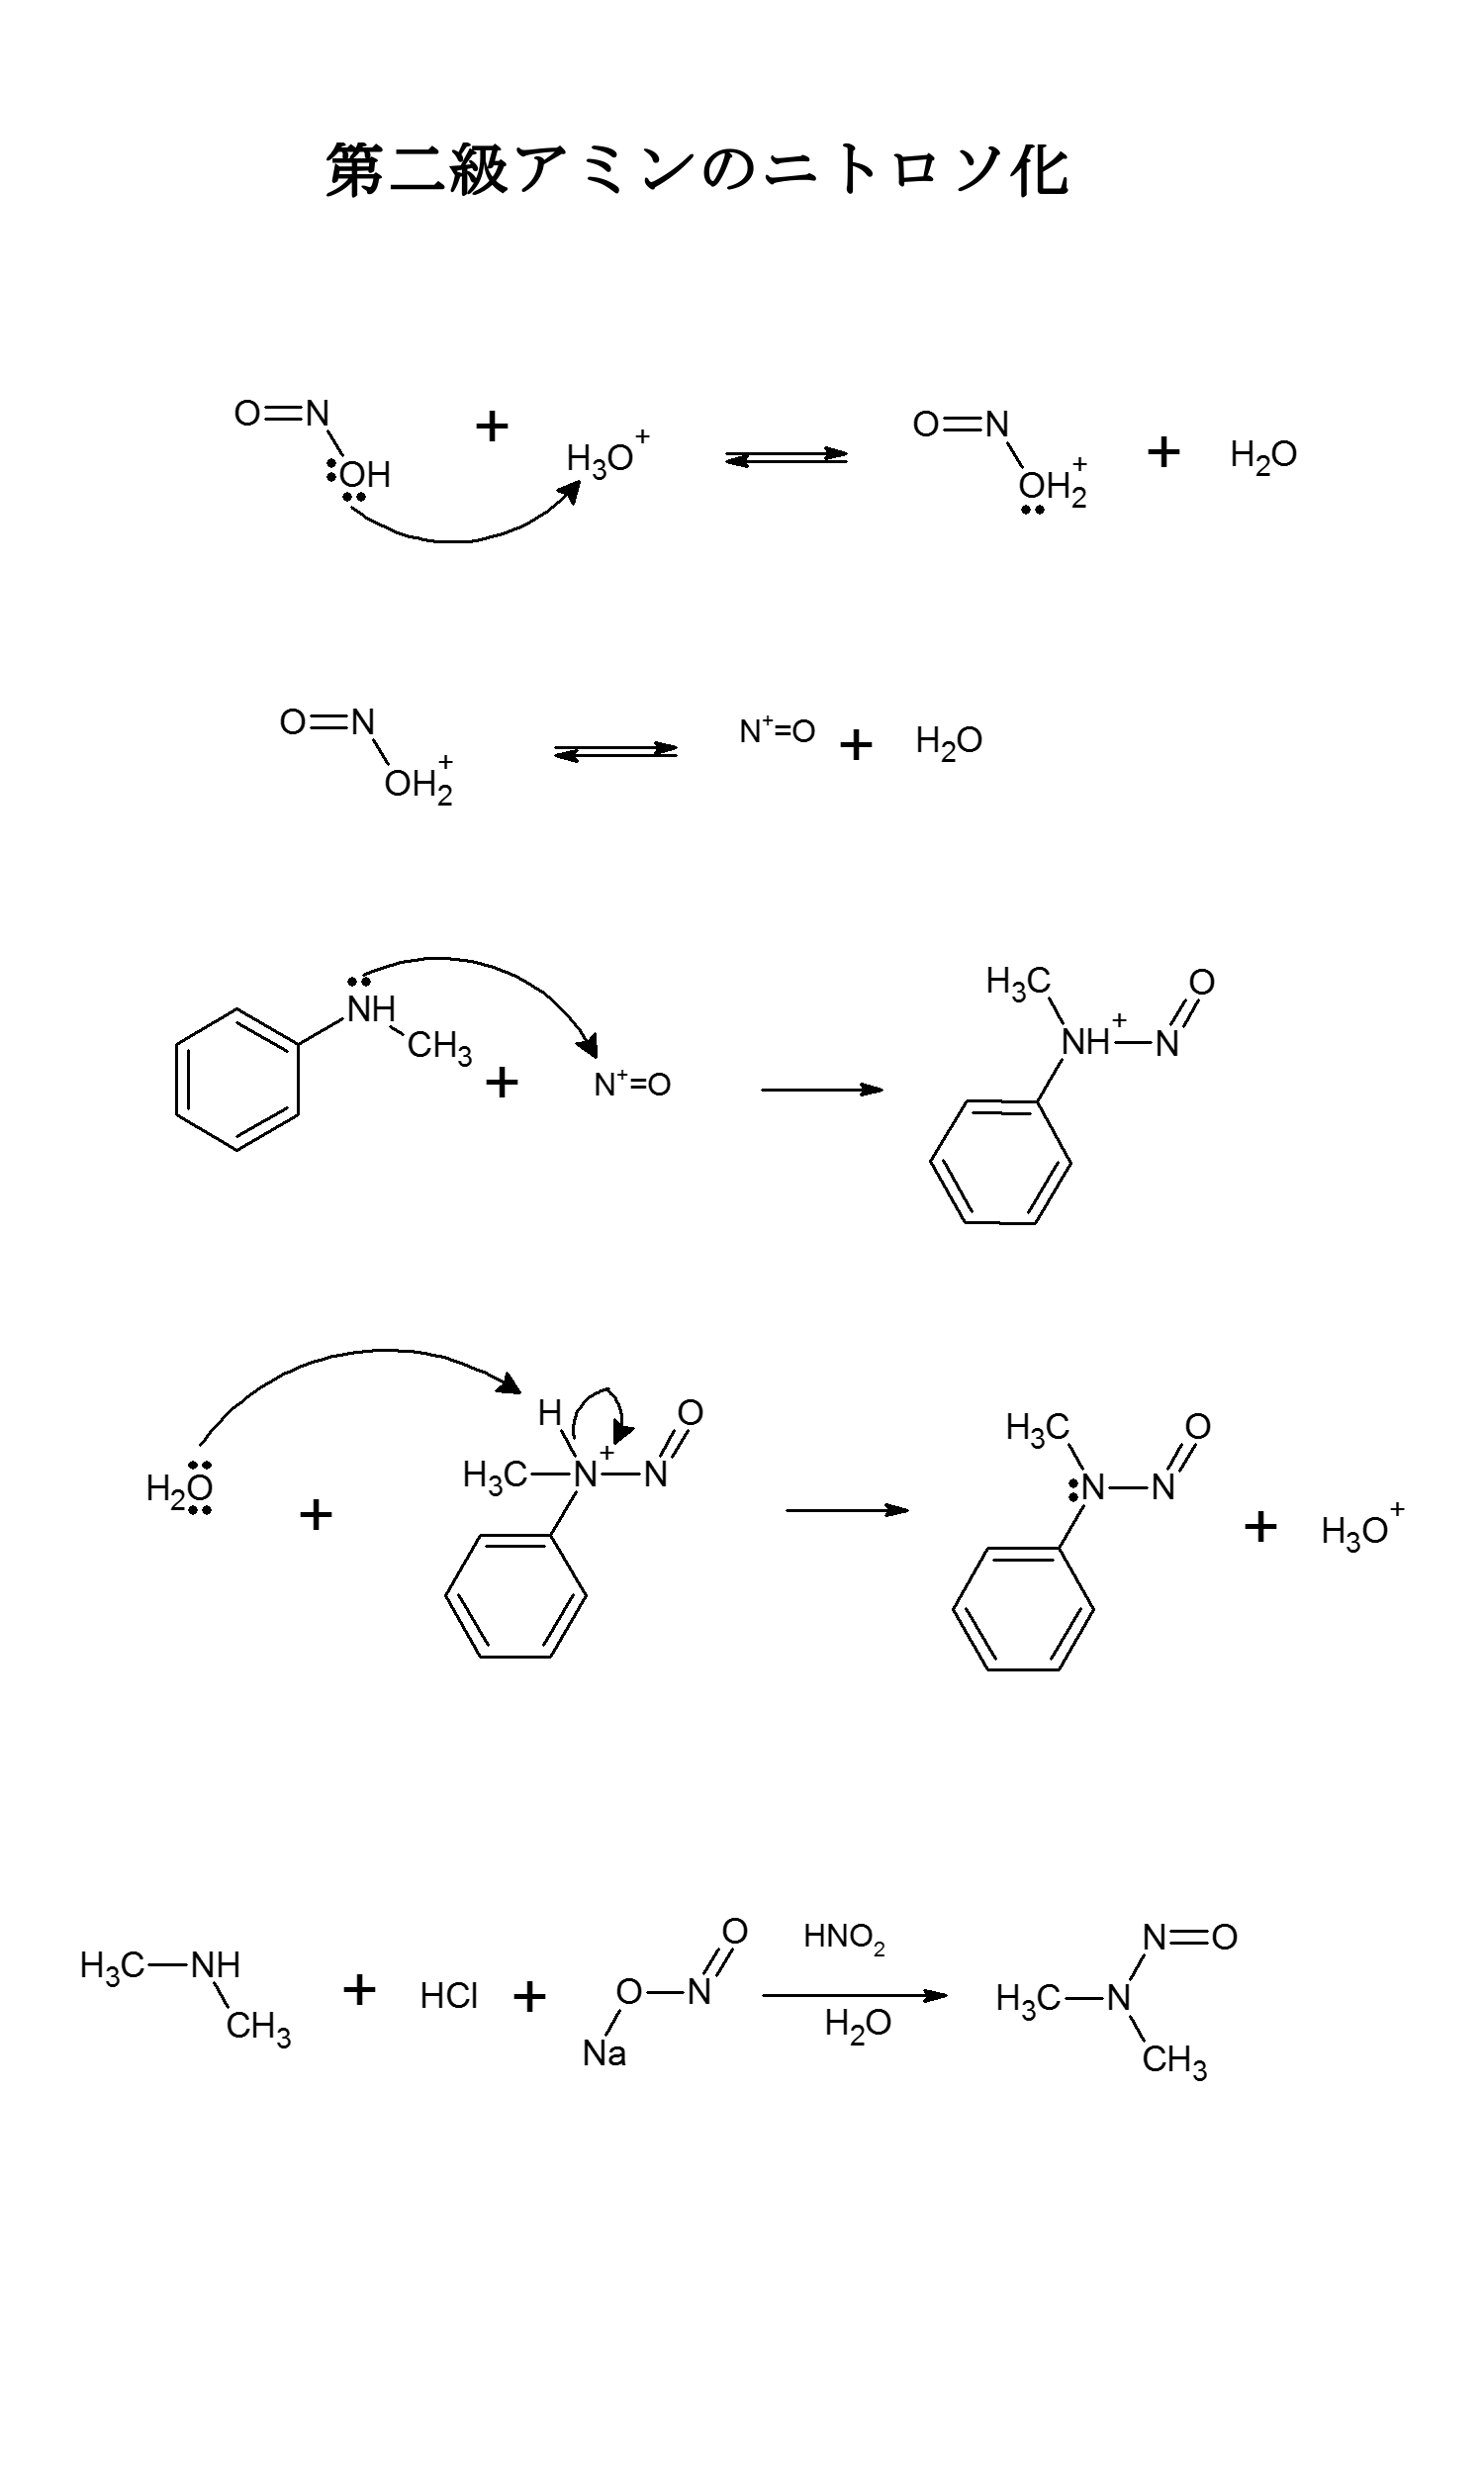 第二級アミンのニトロソ化
O=N OH + H3O+ O=N OH2+ + H2O
O=N OH2+ N+=O + H2O
NH CH3 + N+=O H3C NH+ N O
H2O + H H3C N+ N O H3C N N O + H3O+
H3C NH CH3 + HCl + Na O N O HNO2 H2O H3C N N=O CH3